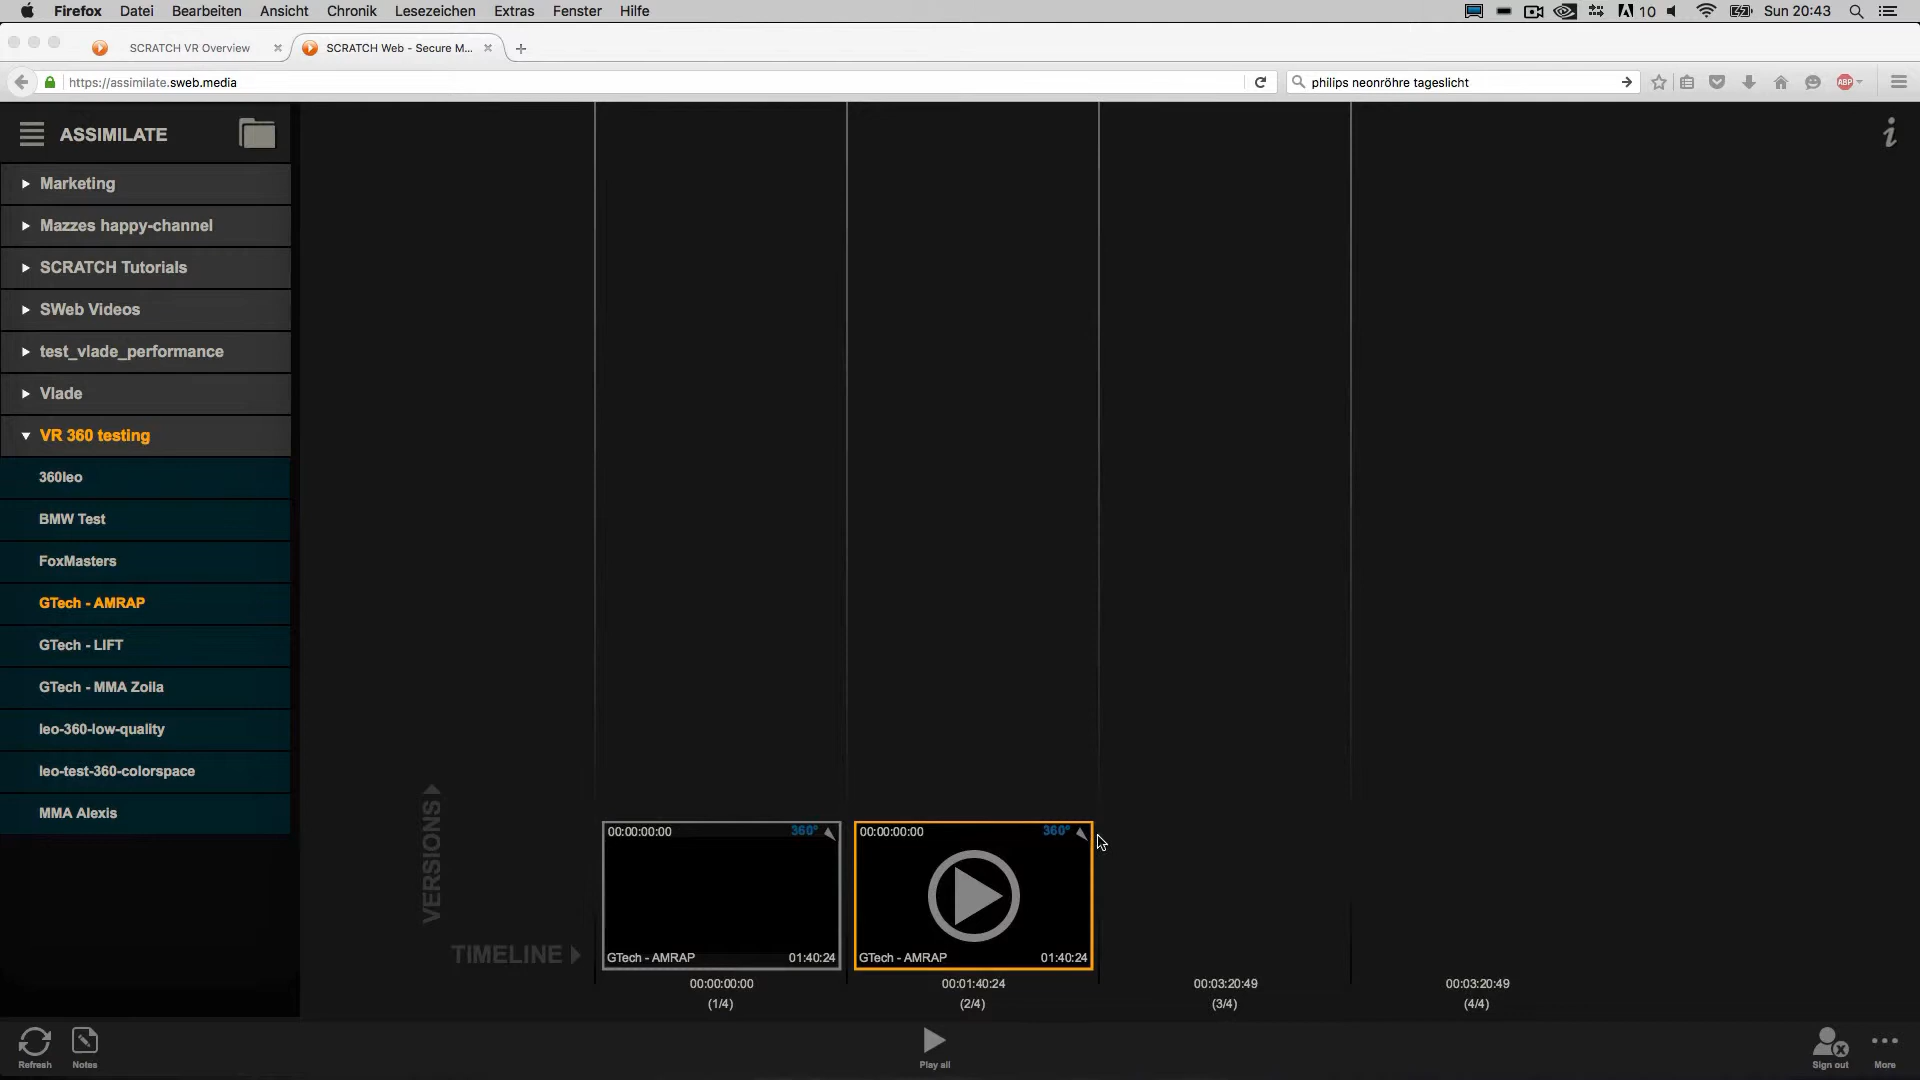 Firefox Datei Bearbeiten Ansicht Chronik Lesezeichen Extras Fenster Hilfe
10 Sun 20:43
SCRATCH VR Overview
SCRATCH Web - Secure M...
https://assimilate.sweb.media
philips neonröhre tageslicht
ABP
ASSIMILATE
Marketing
Mazzes happy-channel
SCRATCH Tutorials
SWeb Videos
test_vlade_performance
Vlade
VR 360 testing
360leo
BMW Test
FoxMasters
GTech - AMRAP
GTech - LIFT
GTech - MMA Zoila
leo-360-low-quality
leo-test-360-colorspace
MMA Alexis
VERSIONS
TIMELINE
00:00:00:00 360°
GTech - AMRAP 01:40:24
00:00:00:00
(1/4)
00:00:00:00 360°
GTech - AMRAP 01:40:24
00:01:40:24
(2/4)
00:03:20:49
(3/4)
00:03:20:49
(4/4)
Refresh
Notes
Play all
Sign out
More